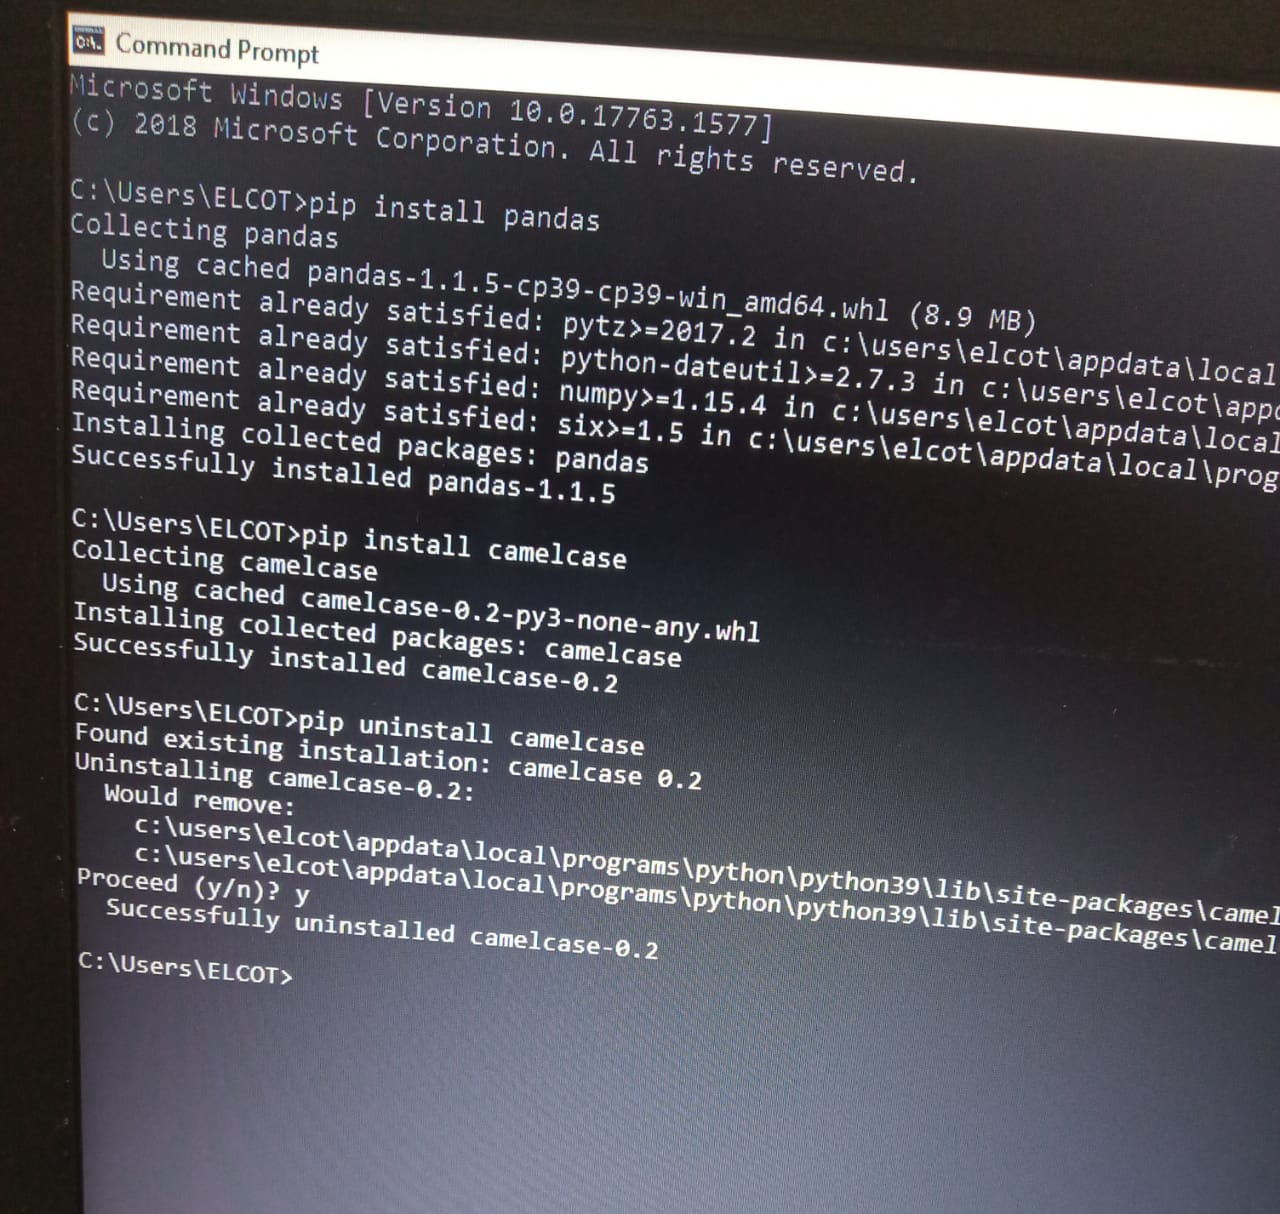 Command Prompt
Microsoft Windows [Version 10.0.17763.1577]
(c) 2018 Microsoft Corporation. All rights reserved.
C:\Users\ELCOT>pip install pandas
Collecting pandas
Using cached pandas-1.1.5-cp39-cp39-win_amd64.whl (8.9 MB)
Requirement already satisfied: pytz>=2017.2 in c:\users\elcot\appdata\local
Requirement already satisfied: python-dateutil>=2.7.3 in c:\users\elcot\app
Requirement already satisfied: numpy>=1.15.4 in c:\users\elcot\appdata\local
Requirement already satisfied: six>=1.5 in c:\users\elcot\appdata\local\prog
Installing collected packages: pandas
Successfully installed pandas-1.1.5
C:\Users\ELCOT>pip install camelcase
Collecting camelcase
Using cached camelcase-0.2-py3-none-any.whl
Installing collected packages: camelcase
Successfully installed camelcase-0.2
C:\Users\ELCOT>pip uninstall camelcase
Found existing installation: camelcase 0.2
Uninstalling camelcase-0.2:
Would remove:
c:\users\elcot\appdata\local\programs\python\python39\lib\site-packages\camel
c:\users\elcot\appdata\local\programs\python\python39\lib\site-packages\camel
Proceed (y/n)? y
Successfully uninstalled camelcase-0.2
C:\Users\ELCOT>